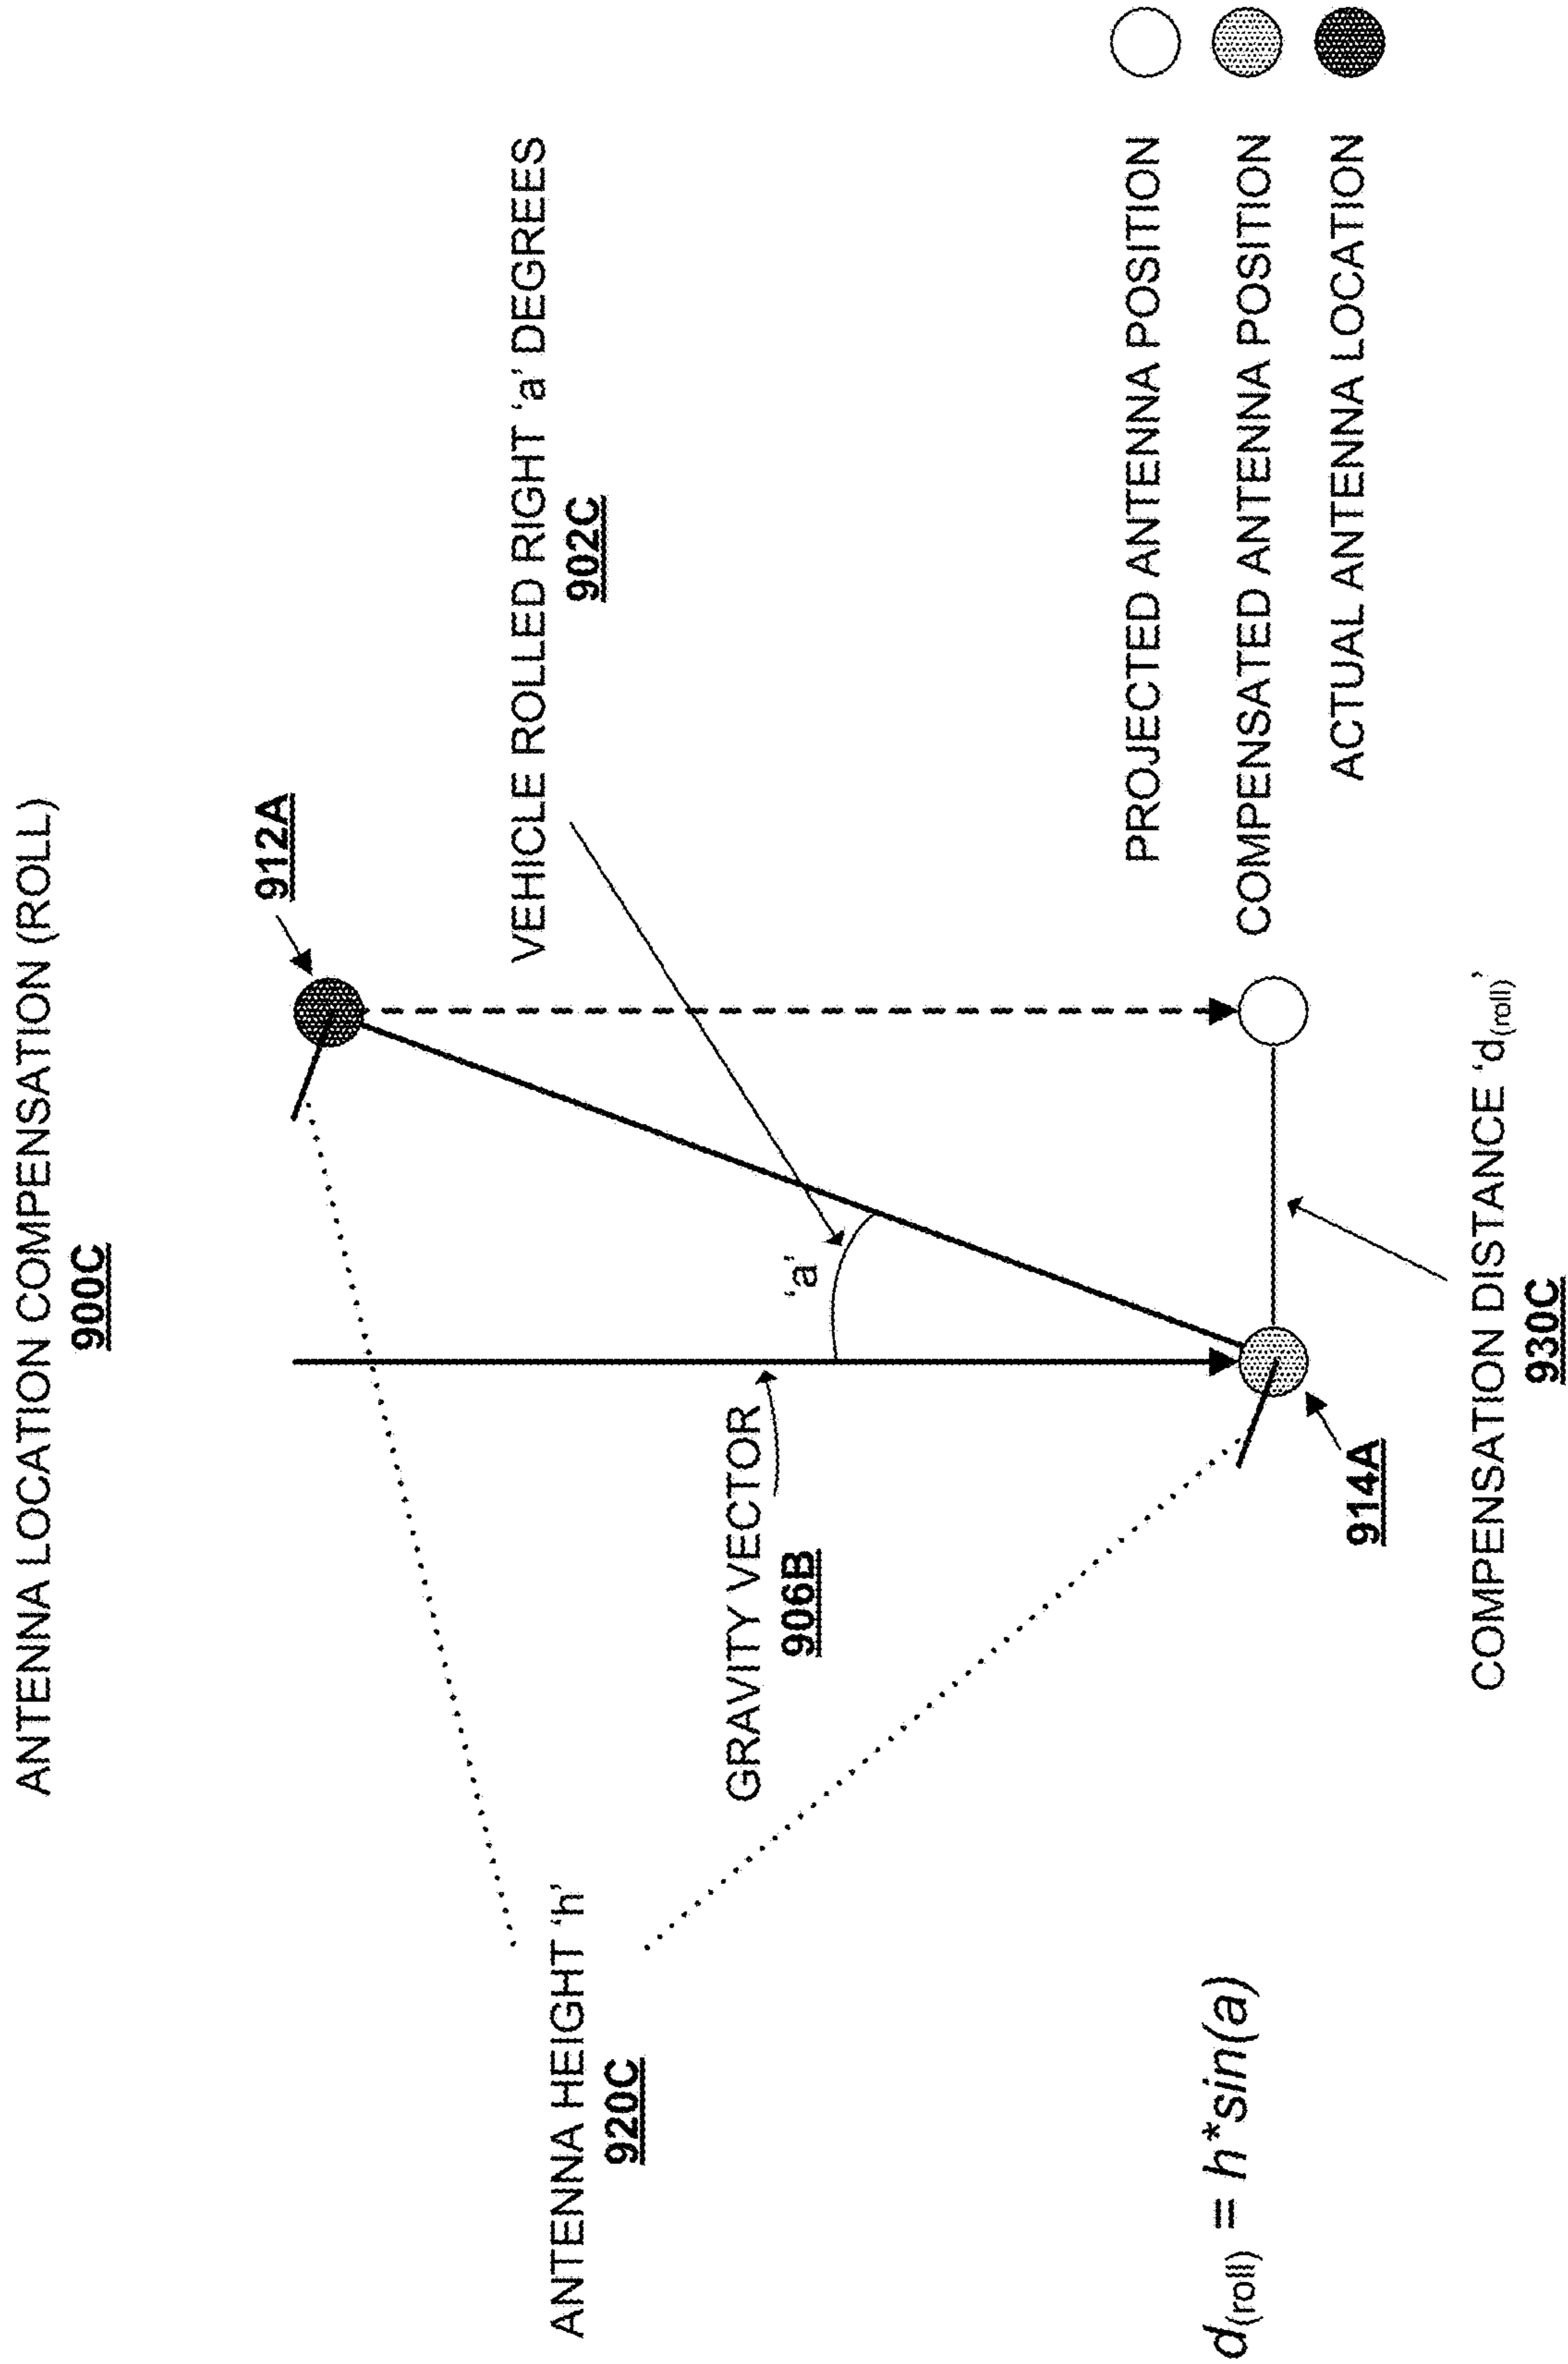 ANTENNA LOCATION COMPENSATION (ROLL)
900C
912A
VEHICLE ROLLED RIGHT ‘a’ DEGREES
902C
ANTENNA HEIGHT ‘h’
920C
GRAVITY VECTOR
906B
‘a’
914A
d(roll) = h*sin(a)
COMPENSATION DISTANCE ‘d(roll)’
930C
PROJECTED ANTENNA POSITION
COMPENSATED ANTENNA POSITION
ACTUAL ANTENNA LOCATION